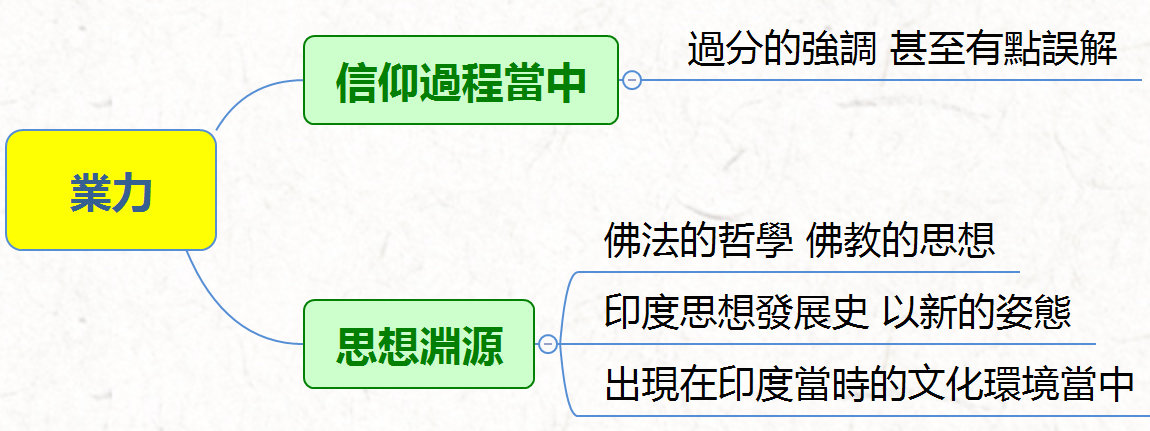 業力
信仰過程當中
過分的強調 甚至有點誤解
思想淵源
佛法的哲學 佛教的思想
印度思想發展史 以新的姿態
出現在印度當時的文化環境當中